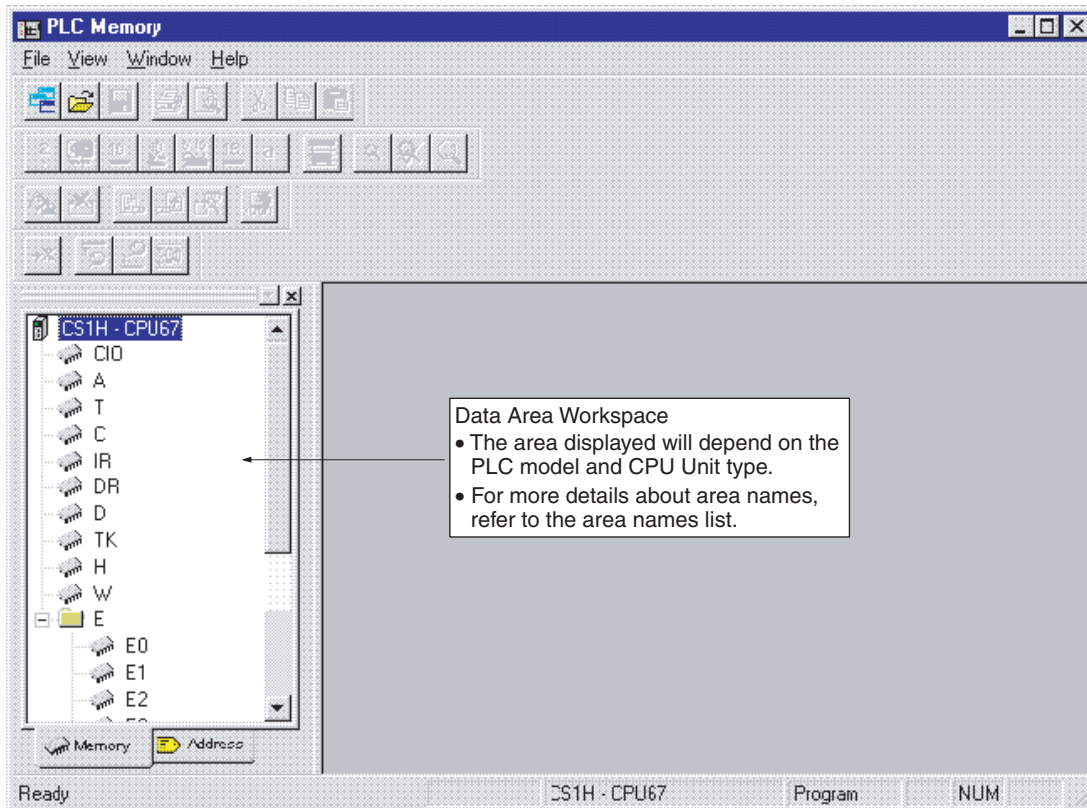 PLC Memory
File View Window Help
CS1H - CPU67
CIO
A
T
C
IR
DR
D
TK
H
W
E
E0
E1
E2
Data Area Workspace
• The area displayed will depend on the
PLC model and CPU Unit type.
• For more details about area names,
refer to the area names list.
Memory Address
Ready CS1H - CPU67 Program NUM